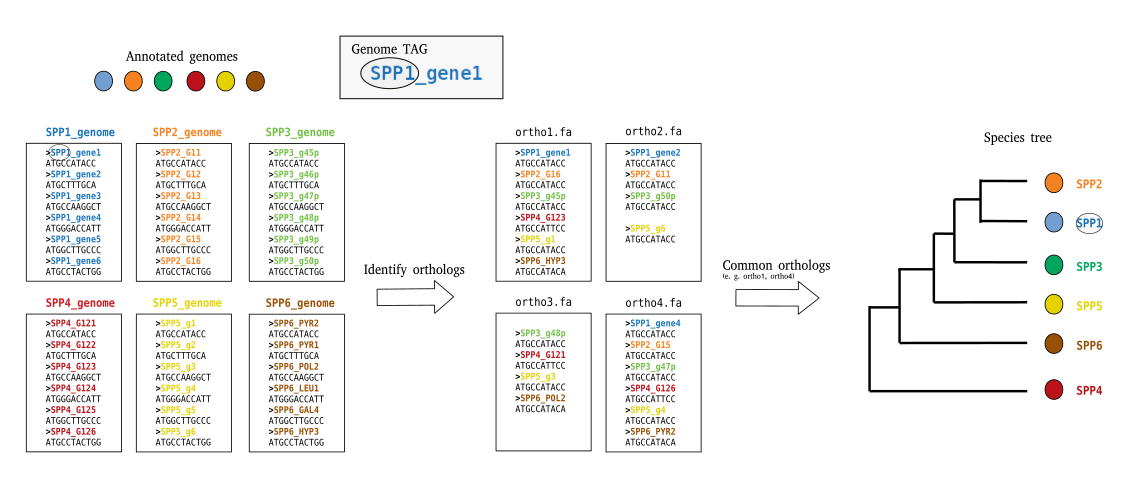 Annotated genomes
Genome TAG
SPP1_gene1
SPP1_genome
>SPP1_gene1
ATGCCATACC
>SPP1_gene2
ATGCTTTGCA
>SPP1_gene3
ATGCCAAGGCT
>SPP1_gene4
ATGGGACCATT
>SPP1_gene5
ATGGCTTGCCC
>SPP1_gene6
ATGCCTACTGG
SPP2_genome
>SPP2_G11
ATGCCATACC
>SPP2_G12
ATGCTTTGCA
>SPP2_G13
ATGCCAAGGCT
>SPP2_G14
ATGGGACCATT
>SPP2_G15
ATGGCTTGCCC
>SPP2_G16
ATGCCTACTGG
SPP3_genome
>SPP3_g45p
ATGCCATACC
>SPP3_g46p
ATGCTTTGCA
>SPP3_g47p
ATGCCAAGGCT
>SPP3_g48p
ATGGGACCATT
>SPP3_g49p
ATGGCTTGCCC
>SPP3_g50p
ATGCCTACTGG
SPP4_genome
>SPP4_G121
ATGCCATACC
>SPP4_G122
ATGCTTTGCA
>SPP4_G123
ATGCCAAGGCT
>SPP4_G124
ATGGGACCATT
>SPP4_G125
ATGGCTTGCCC
>SPP4_G126
ATGCCTACTGG
SPP5_genome
>SPP5_g1
ATGCCATACC
>SPP5_g2
ATGCTTTGCA
>SPP5_g3
ATGCCAAGGCT
>SPP5_g4
ATGGGACCATT
>SPP5_g5
ATGGCTTGCCC
>SPP5_g6
ATGCCTACTGG
SPP6_genome
>SPP6_PYR2
ATGCCATACC
>SPP6_PYR1
ATGCTTTGCA
>SPP6_POL2
ATGCCAAGGCT
>SPP6_LEU1
ATGGGACCATT
>SPP6_GAL4
ATGGCTTGCCC
>SPP6_HYP3
ATGCCTACTGG
Identify orthologs
ortho1.fa
>SPP1_gene1
ATGCCATACC
>SPP2_G16
ATGCCATACC
>SPP3_g45p
ATGCCATACC
>SPP4_G123
ATGCCATTCC
>SPP5_g1
ATGCCATACC
>SPP6_HYP3
ATGCCATACA
ortho2.fa
>SPP1_gene2
ATGCCATACC
>SPP2_G11
ATGCCATACC
>SPP3_g50p
ATGCCATACC
>SPP5_g6
ATGCCATACC
ortho3.fa
>SPP3_g48p
ATGCCATACC
>SPP4_G121
ATGCCATTCC
>SPP5_g3
ATGCCATACC
>SPP6_POL2
ATGCCATACA
ortho4.fa
>SPP1_gene4
ATGCCATACC
>SPP2_G15
ATGCCATACC
>SPP3_g47p
ATGCCATACC
>SPP4_G126
ATGCCATTCC
>SPP5_g4
ATGCCATACC
>SPP6_PYR2
ATGCCATACA
Common orthologs
(e. g. ortho1, ortho4)
Species tree
SPP2
SPP1
SPP3
SPP5
SPP6
SPP4